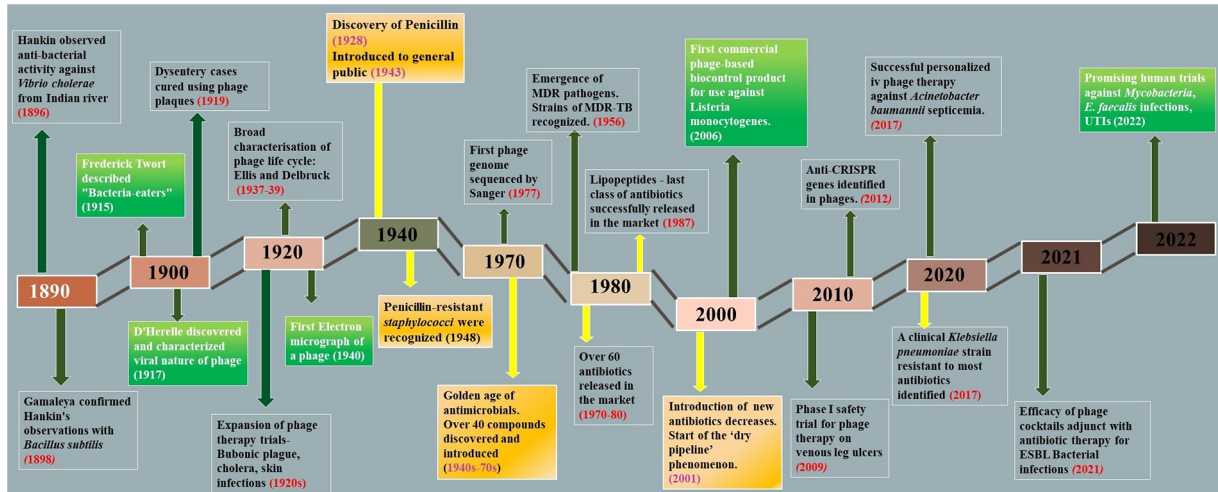 Hankin observed
anti-bacterial
activity against
Vibrio cholerae
from Indian river
(1896)
Frederick Twort
described
"Bacteria-eaters"
(1915)
Dysentery cases
cured using phage
plaques (1919)
Broad
characterisation of
phage life cycle:
Ellis and Delbruck
(1937-39)
Discovery of Penicillin
(1928)
Introduced to general
public (1943)
First phage
genome
sequenced by
Sanger (1977)
Emergence of
MDR pathogens.
Strains of MDR-TB
recognized. (1956)
Lipopeptides - last
class of antibiotics
successfully released
in the market (1987)
First commercial
phage-based
biocontrol product
for use against
Listeria
monocytogenes.
(2006)
Anti-CRISPR
genes identified
in phages. (2012)
Successful personalized
iv phage therapy
against Acinetobacter
baumannii septicemia.
(2017)
Promising human trials
against Mycobacteria,
E. faecalis infections,
UTIs (2022)
1890
1900
1920
1940
1970
1980
2000
2010
2020
2021
2022
Gamaleya confirmed
Hankin's
observations with
Bacillus subtilis
(1898)
D'Herelle discovered
and characterized
viral nature of phage
(1917)
Expansion of phage
therapy trials-
Bubonic plague,
cholera, skin
infections (1920s)
First Electron
micrograph of
a phage (1940)
Penicillin-resistant
staphylococci were
recognized (1948)
Golden age of
antimicrobials.
Over 40 compounds
discovered and
introduced
(1940s-70s)
Over 60
antibiotics
released in
the market
(1970-80)
Introduction of new
antibiotics decreases.
Start of the ‘dry
pipeline’ phenomenon.
(2001)
Phase I safety
trial for phage
therapy on
venous leg ulcers
(2009)
A clinical Klebsiella
pneumoniae strain
resistant to most
antibiotics
identified (2017)
Efficacy of phage
cocktails adjunct with
antibiotic therapy for
ESBL Bacterial
infections (2021)